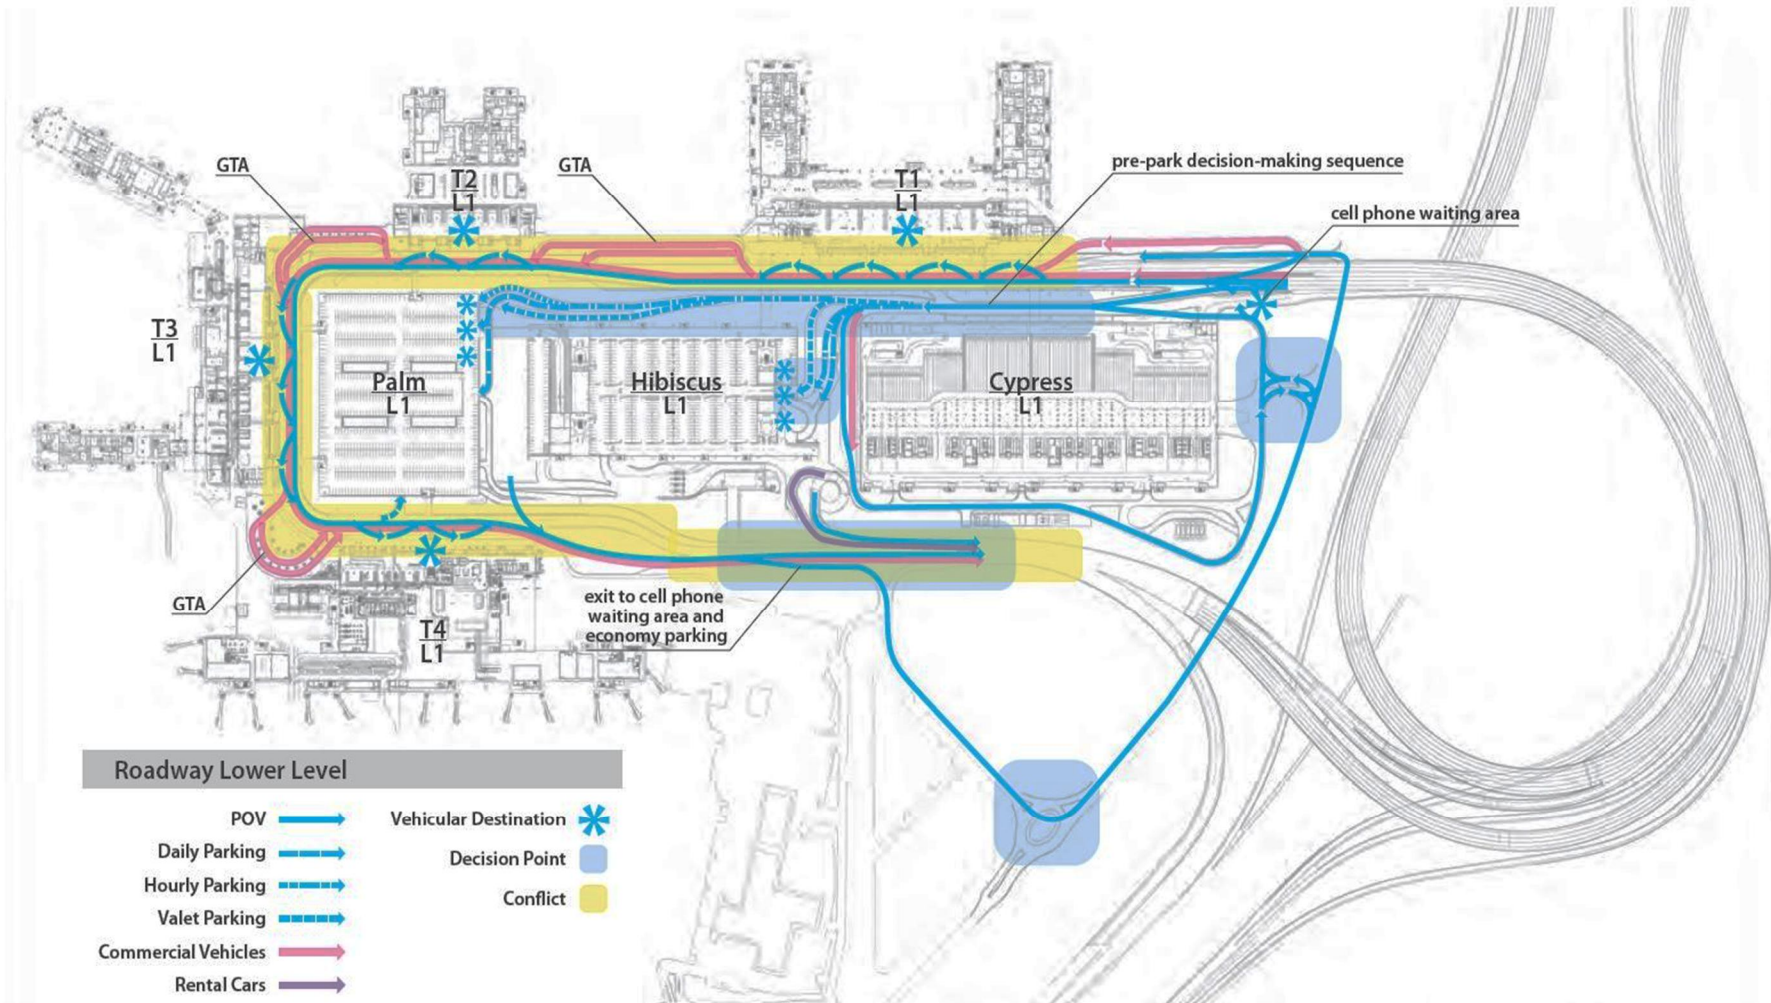 pre-park decision-making sequence
GTA
GTA
T2
L1
T1
L1
cell phone waiting area
T3
L1
Palm
L1
Hibiscus
L1
Cypress
L1
GTA
exit to cell phone
waiting area and
economy parking
T4
L1
Roadway Lower Level
POV
Vehicular Destination
Daily Parking
Decision Point
Hourly Parking
Conflict
Valet Parking
Commercial Vehicles
Rental Cars